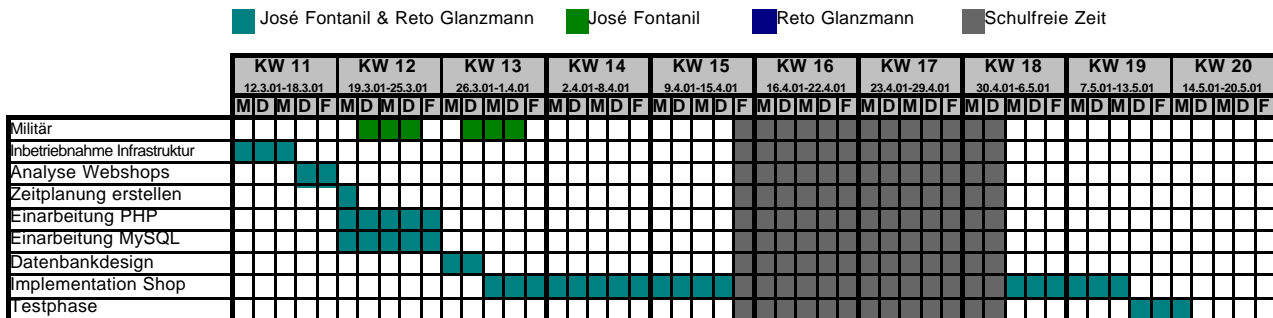 José Fontanil & Reto Glanzmann José Fontanil Reto Glanzmann Schulfreie Zeit
KW 11 KW 12 KW 13 KW 14 KW 15 KW 16 KW 17 KW 18 KW 19 KW 20
12.3.01-18.3.01 19.3.01-25.3.01 26.3.01-1.4.01 2.4.01-8.4.01 9.4.01-15.4.01 16.4.01-22.4.01 23.4.01-29.4.01 30.4.01-6.5.01 7.5.01-13.5.01 14.5.01-20.5.01
M D M D F M D M D F M D M D F M D M D F M D M D F M D M D F M D M D F M D M D F M D M D F M D M D F
Militär
Inbetriebnahme Infrastruktur
Analyse Webshops
Zeitplanung erstellen
Einarbeitung PHP
Einarbeitung MySQL
Datenbankdesign
Implementation Shop
Testphase